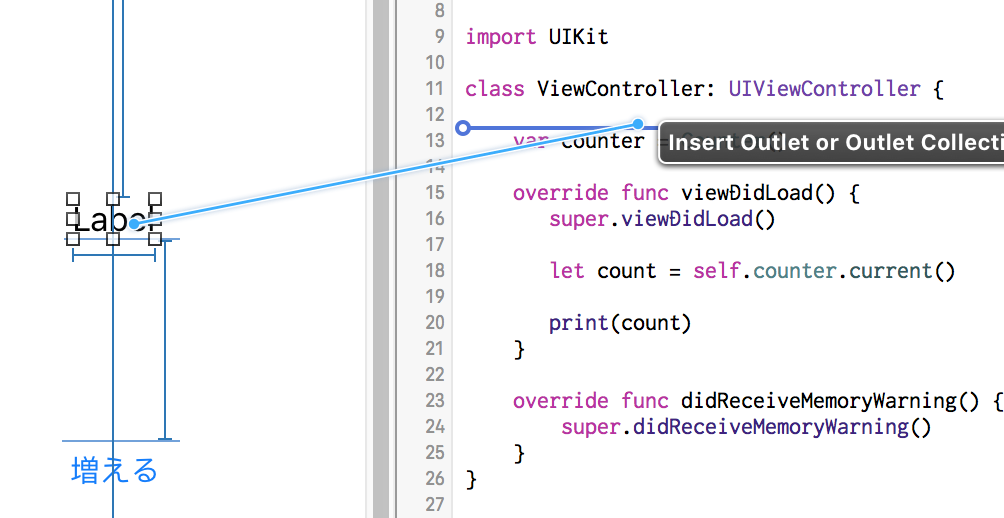 8
9 import UIKit
10
11 class ViewController: UIViewController {
12
13 var counter =
Insert Outlet or Outlet Collecti
14
15 override func viewDidLoad() {
Label
16 super.viewDidLoad()
17
18 let count = self.counter.current()
19
20 print(count)
21 }
22
23 override func didReceiveMemoryWarning() {
24 super.didReceiveMemoryWarning()
25 }
増える
26 }
27